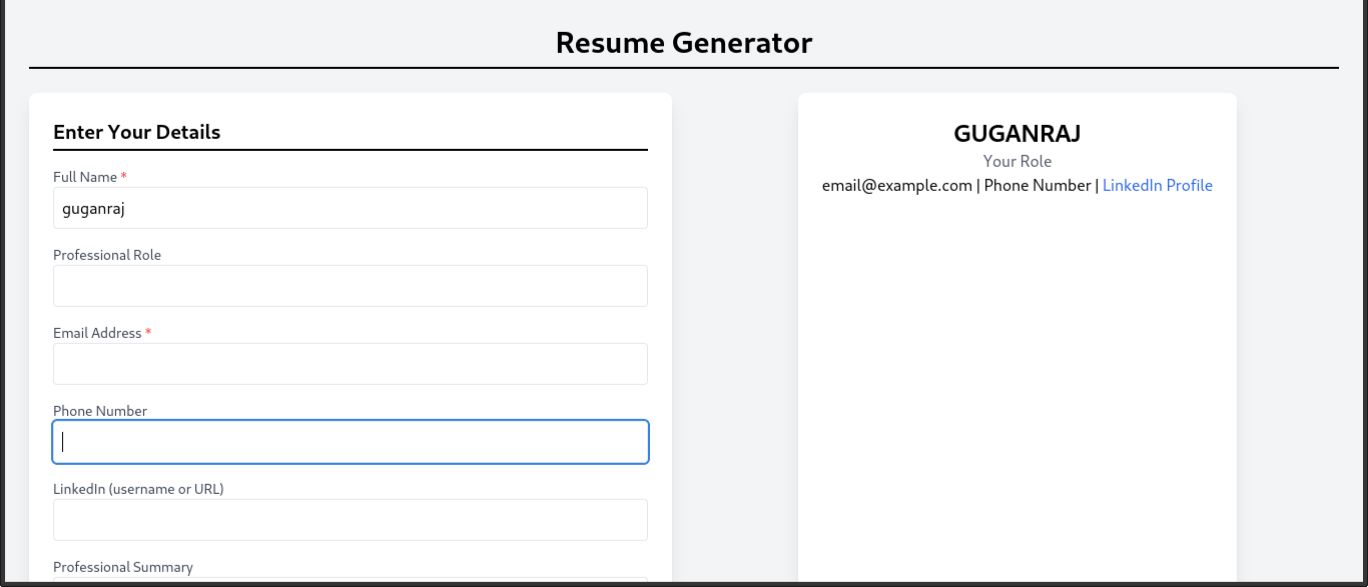 Resume Generator
Enter Your Details
Full Name *
guganraj
Professional Role
Email Address *
Phone Number
LinkedIn (username or URL)
Professional Summary
GUGANRAJ
Your Role
email@example.com | Phone Number | LinkedIn Profile